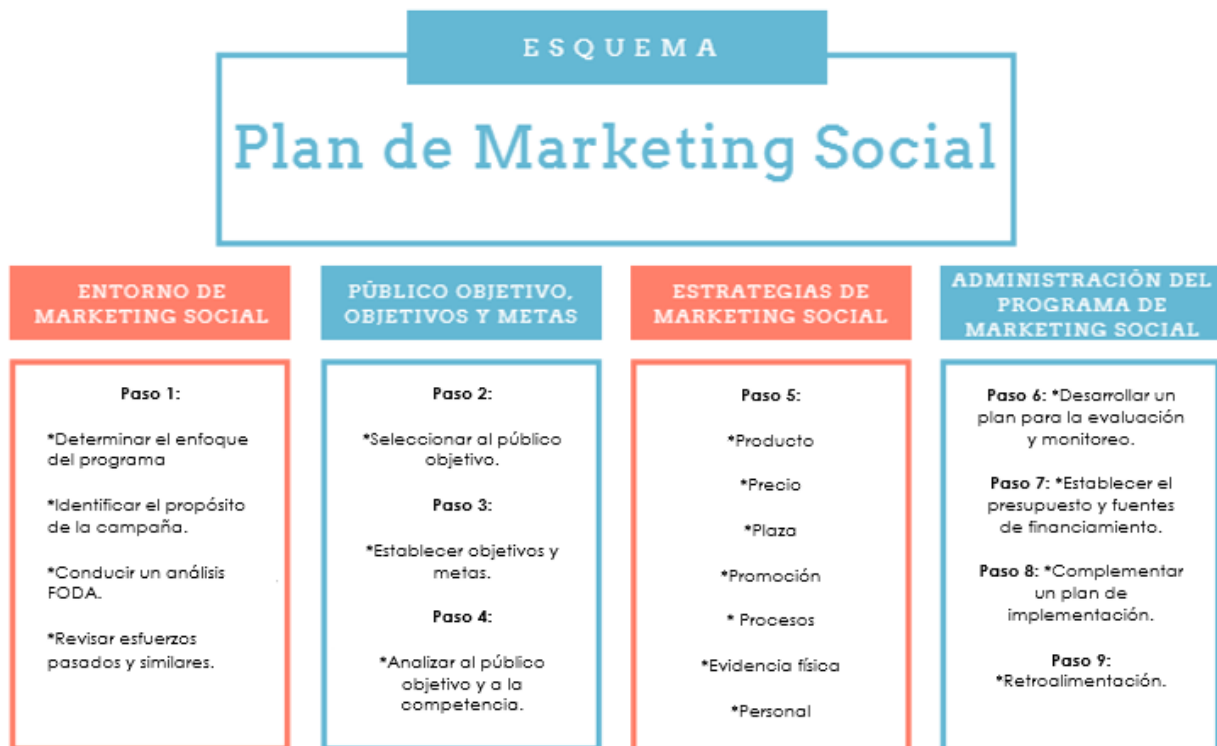 ESQUEMA
Plan de Marketing Social
ENTORNO DE
MARKETING SOCIAL
Paso 1:
*Determinar el enfoque
del programa
*Identificar el propósito
de la campaña.
*Conducir un análisis
FODA.
*Revisar esfuerzos
pasados y similares.
PÚBLICO OBJETIVO,
OBJETIVOS Y METAS
Paso 2:
*Seleccionar al público
objetivo.
Paso 3:
*Establecer objetivos y
metas.
Paso 4:
*Analizar al público
objetivo y a la
competencia.
ESTRATEGIAS DE
MARKETING SOCIAL
Paso 5:
*Producto
*Precio
*Plaza
*Promoción
* Procesos
*Evidencia física
*Personal
ADMINISTRACIÓN DEL
PROGRAMA DE
MARKETING SOCIAL
Paso 6: *Desarrollar un
plan para la evaluación
y monitoreo.
Paso 7: *Establecer el
presupuesto y fuentes
de financiamiento.
Paso 8: *Complementar
un plan de
implementación.
Paso 9:
*Retroalimentación.